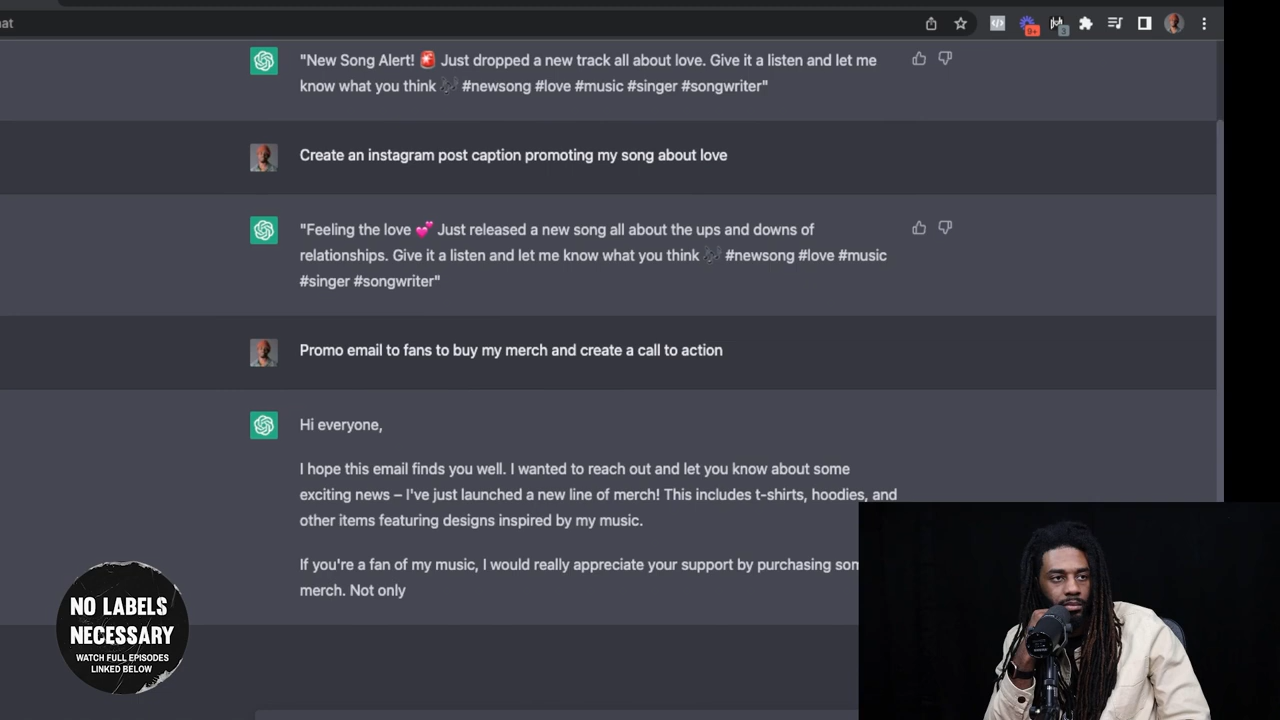 hat
9+
3
"New Song Alert! 🚨 Just dropped a new track all about love. Give it a listen and let me
know what you think 🎶 #newsong #love #music #singer #songwriter"
Create an instagram post caption promoting my song about love
"Feeling the love 💕 Just released a new song all about the ups and downs of
relationships. Give it a listen and let me know what you think 🎶 #newsong #love #music
#singer #songwriter"
Promo email to fans to buy my merch and create a call to action
Hi everyone,
I hope this email finds you well. I wanted to reach out and let you know about some
exciting news – I've just launched a new line of merch! This includes t-shirts, hoodies, and
other items featuring designs inspired by my music.
If you're a fan of my music, I would really appreciate your support by purchasing som
merch. Not only
NO LABELS
NECESSARY
WATCH FULL EPISODES
LINKED BELOW